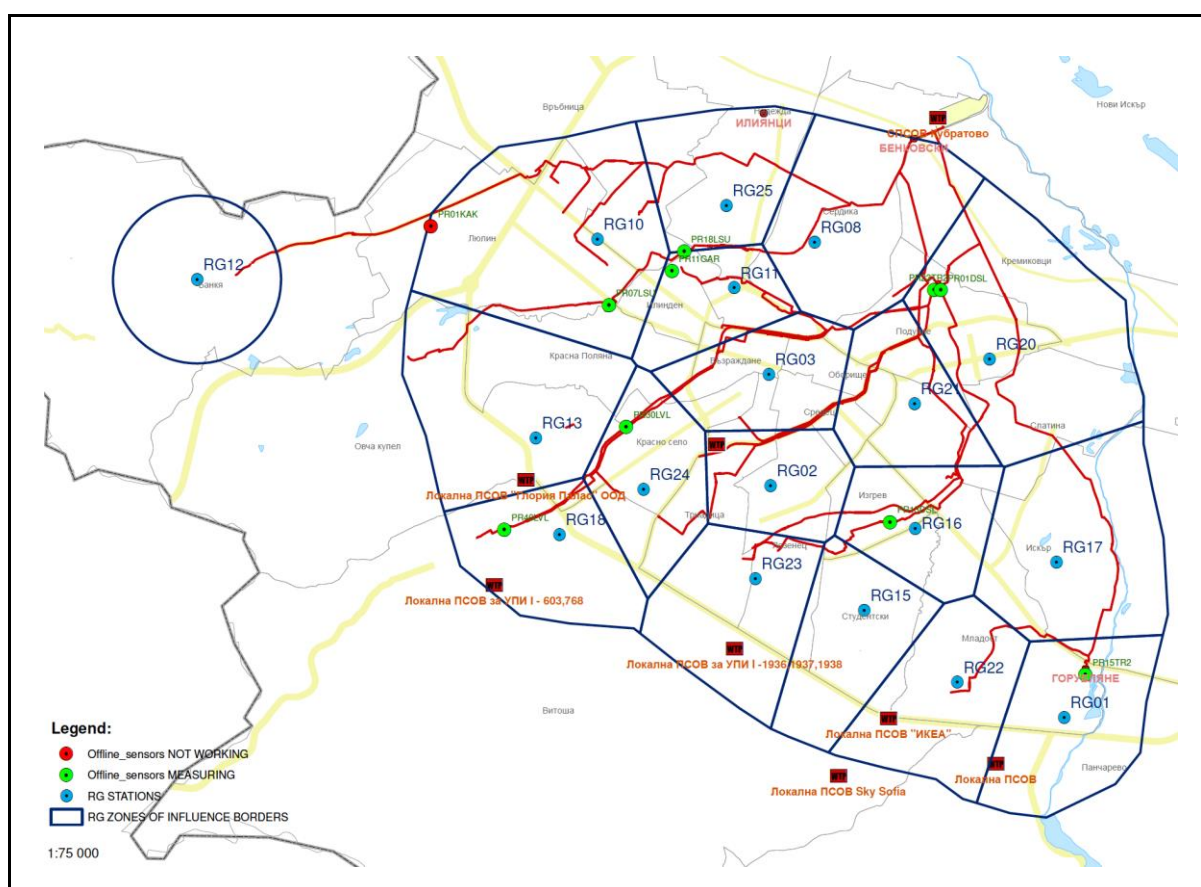 Нови Искър
Връбница
Надежда
ИЛИЯНЦИ
WTP
СПСОВ Кубратово
БЕНКОВСКИ
RG25
PR01KAK
Сердика
RG10
RG08
Люлин
PR18LSU
Кремиковци
RG12
PR11GAR
Банкя
RG11
PR01DSL
PR07LSU
Илинден
Подуяне
Красна Поляна
Възраждане
RG20
RG03
Оборище
RG21
Средец
Слатина
RG13
Красно село
Овча купел
WTP
WTP
RG24
RG02
Локална ПСОВ "Глория Палас" ООД
Изгрев
Триадица
RG18
RG16
Лозенец
Искър
RG17
RG23
WTP
Локална ПСОВ за УПИ I - 603,768
RG15
Студентски
Младост
WTP
Локална ПСОВ за УПИ I -1936,1937,1938
PR15TR2
RG22
ГОРУБЛЯНЕ
RG01
Витоша
WTP
Локална ПСОВ "ИКЕА"
WTP
Панчарево
WTP
Локална ПСОВ
Локална ПСОВ Sky Sofia
Legend:
Offline_sensors NOT WORKING
Offline_sensors MEASURING
RG STATIONS
RG ZONES OF INFLUENCE BORDERS
1:75 000